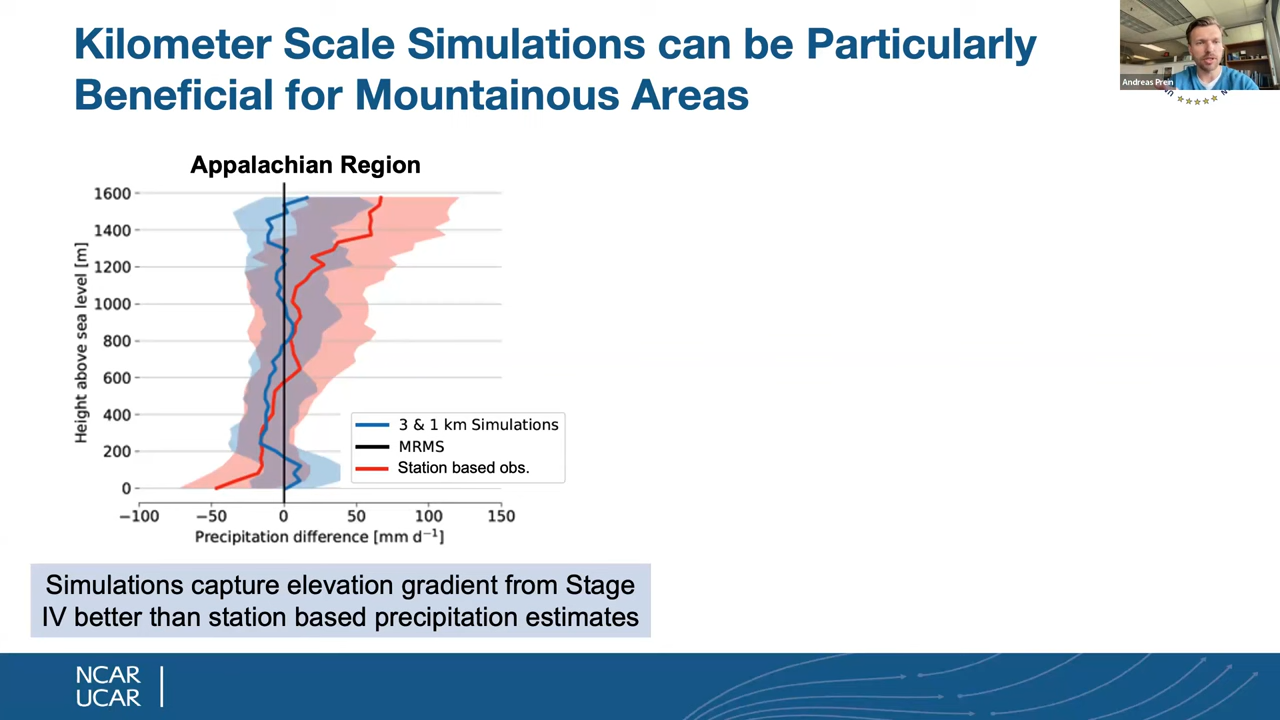 Kilometer Scale Simulations can be Particularly
Beneficial for Mountainous Areas
Andreas Prein
Appalachian Region
1600
1400
1200
1000
800
600
400
200
0
Height above sea level [m]
3 & 1 km Simulations
MRMS
Station based obs.
−100 −50 0 50 100 150
Precipitation difference [mm d⁻¹]
Simulations capture elevation gradient from Stage
IV better than station based precipitation estimates
NCAR
UCAR